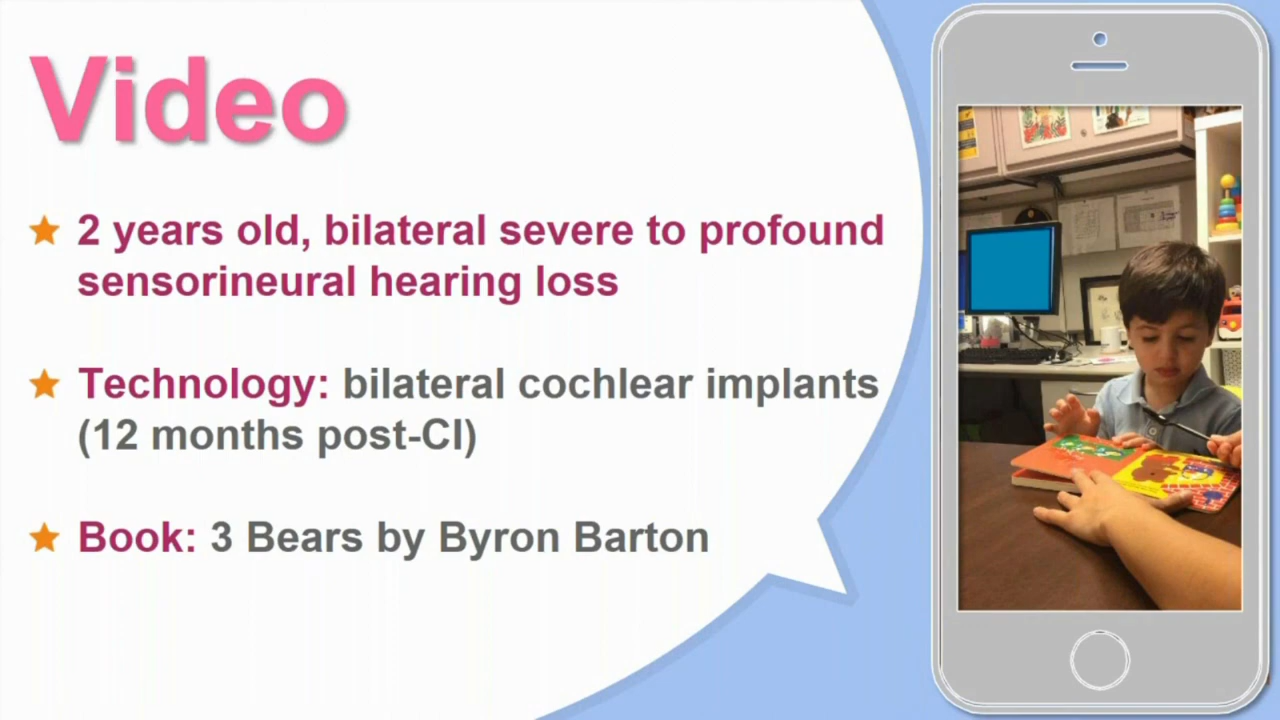 Video
2 years old, bilateral severe to profound
sensorineural hearing loss
Technology: bilateral cochlear implants
(12 months post-CI)
Book: 3 Bears by Byron Barton